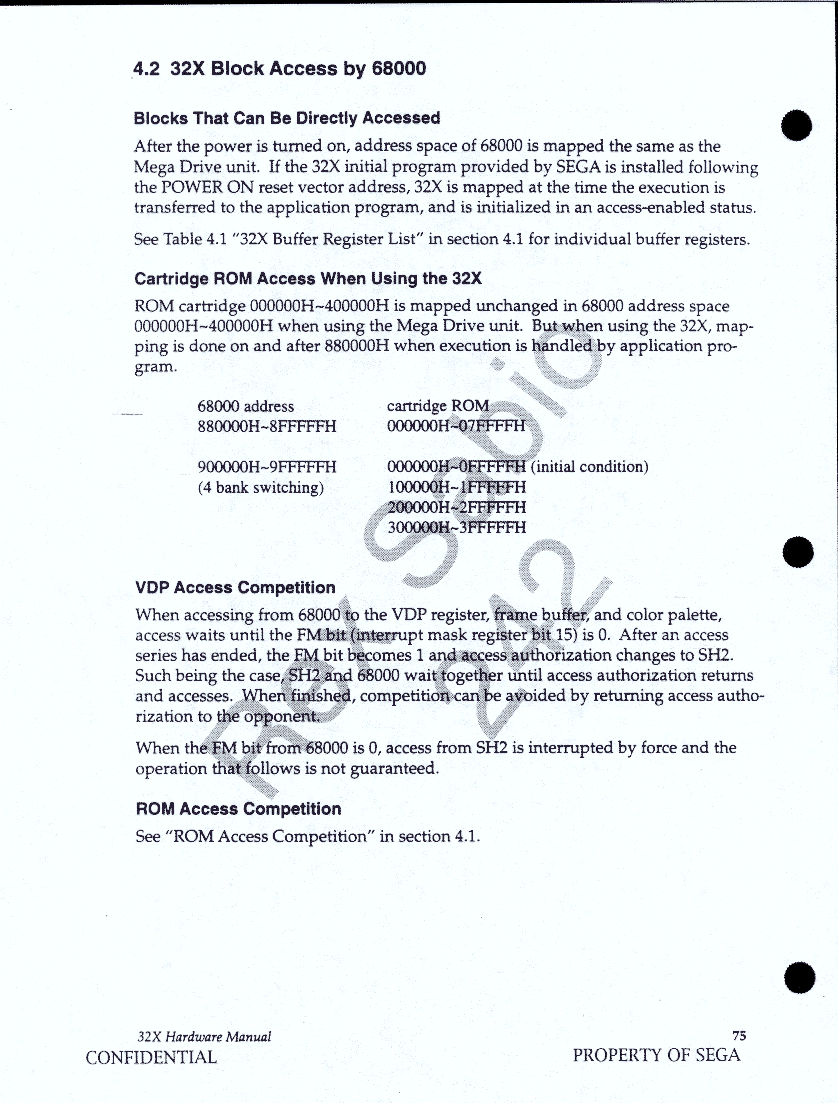 4.2 32X Block Access by 68000
Blocks That Can Be Directly Accessed
After the power is turned on, address space of 68000 is mapped the same as the
Mega Drive unit. If the 32X initial program provided by SEGA is installed following
the POWER ON reset vector address, 32X is mapped at the time the execution is
transferred to the application program, and is initialized in an access-enabled status.
See Table 4.1 "32X Buffer Register List" in section 4.1 for individual buffer registers.
Cartridge ROM Access When Using the 32X
ROM cartridge 000000H~400000H is mapped unchanged in 68000 address space
000000H~400000H when using the Mega Drive unit. But when using the 32X, map-
ping is done on and after 880000H when execution is handled by application pro-
gram.
68000 address cartridge ROM
880000H~8FFFFFH 000000H~07FFFFH
900000H~9FFFFFH 000000H~0FFFFFH (initial condition)
(4 bank switching) 100000H~1FFFFFH
200000H~2FFFFFH
300000H~3FFFFFH
VDP Access Competition
When accessing from 68000 to the VDP register, frame buffer, and color palette,
access waits until the FM bit (interrupt mask register bit 15) is 0. After an access
series has ended, the FM bit becomes 1 and access authorization changes to SH2.
Such being the case, SH2 and 68000 wait together until access authorization returns
and accesses. When finished, competition can be avoided by returning access autho-
rization to the opponent.
When the FM bit from 68000 is 0, access from SH2 is interrupted by force and the
operation that follows is not guaranteed.
ROM Access Competition
See "ROM Access Competition" in section 4.1.
Rex Sabio
242
32X Hardware Manual 75
CONFIDENTIAL PROPERTY OF SEGA